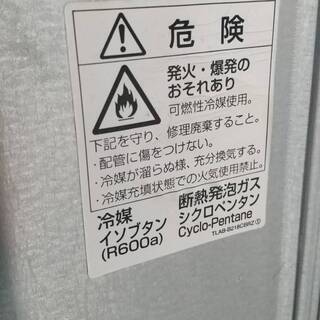 危険
発火・爆発の
おそれあり
可燃性冷媒使用。
下記を守り、修理廃棄すること。
・配管に傷をつけない。
・冷媒が溜らぬ様、充分換気する。
・冷媒充填状態での火気使用禁止。
冷媒
イソブタン
(R600a)
断熱発泡ガス
シクロペンタン
Cyclo-Pentane
TLAB-B218CBRZ ①